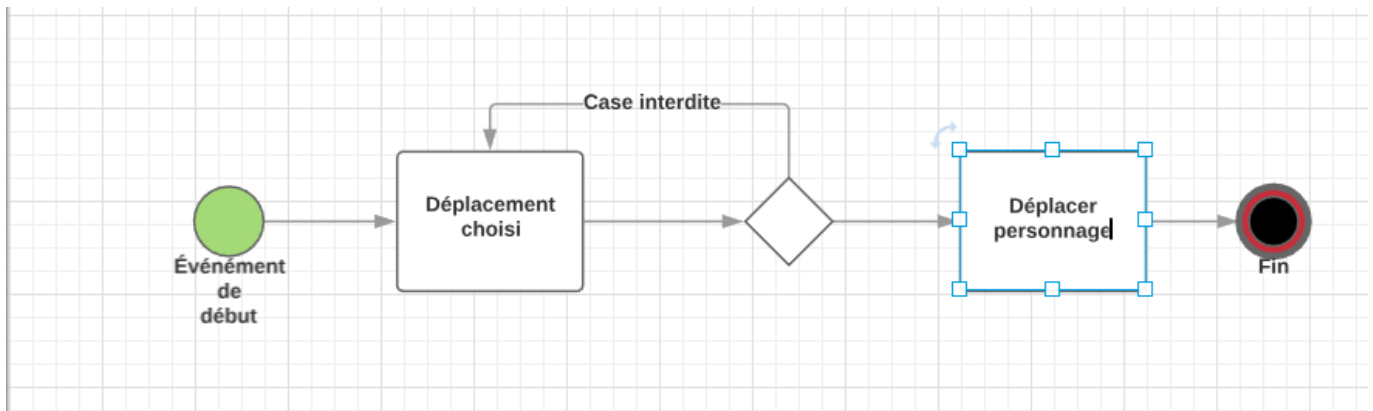 Case interdite
Déplacement
choisi
Déplacer
personnage
Événément
de
début
Fin